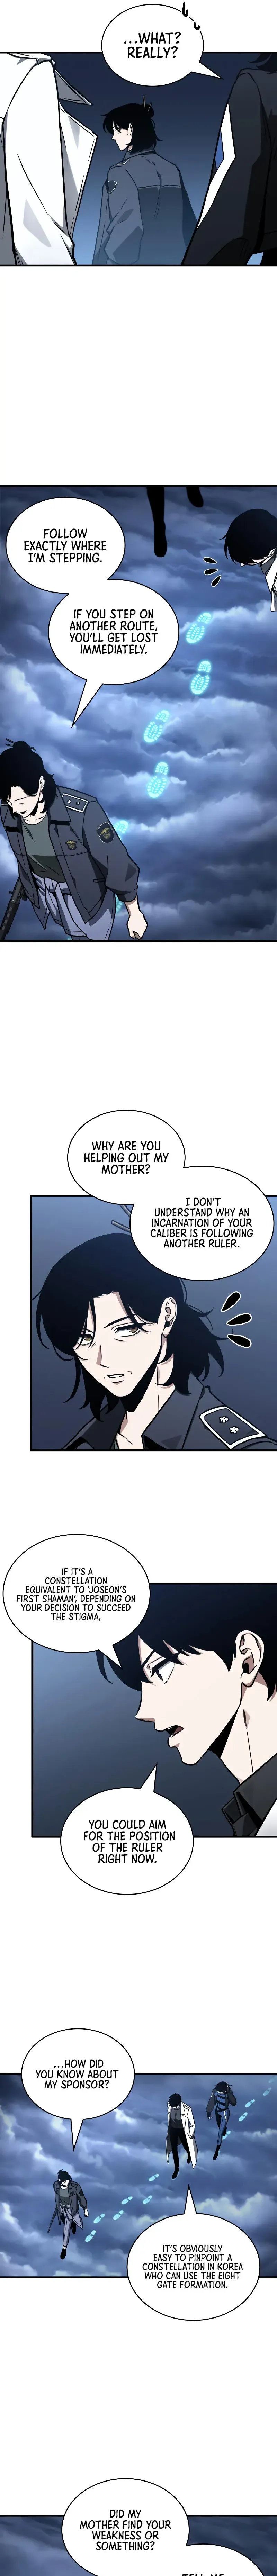 ...WHAT?
REALLY?
FOLLOW
EXACTLY WHERE
I'M STEPPING.
IF YOU STEP ON
ANOTHER ROUTE,
YOU'LL GET LOST
IMMEDIATELY.
WHY ARE YOU
HELPING OUT MY
MOTHER?
I DON'T
UNDERSTAND WHY AN
INCARNATION OF YOUR
CALIBER IS FOLLOWING
ANOTHER RULER.
IF IT'S A
CONSTELLATION
EQUIVALENT TO 'JOSEON'S
FIRST SHAMAN', DEPENDING ON
YOUR DECISION TO SUCCEED
THE STIGMA,
YOU COULD AIM
FOR THE POSITION
OF THE RULER
RIGHT NOW.
...HOW DID
YOU KNOW ABOUT
MY SPONSOR?
IT'S OBVIOUSLY
EASY TO PINPOINT A
CONSTELLATION IN KOREA
WHO CAN USE THE EIGHT
GATE FORMATION.
DID MY
MOTHER FIND YOUR
WEAKNESS OR
SOMETHING?